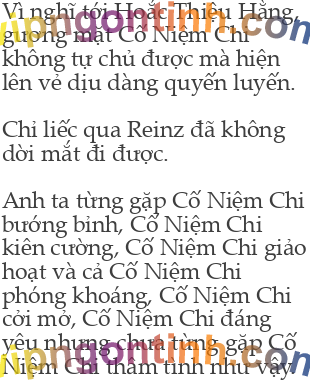 Vì nghĩ tới Hoắc Thiệu Hằng,
gương mặt Cố Niệm Chi
không tự chủ được mà hiện
lên vẻ dịu dàng quyến luyến.
Chỉ liếc qua Reinz đã không
dời mắt đi được.
Anh ta từng gặp Cố Niệm Chi
bướng bỉnh, Cố Niệm Chi
kiên cường, Cố Niệm Chi giảo
hoạt và cả Cố Niệm Chi
phóng khoáng, Cố Niệm Chi
cởi mở, Cố Niệm Chi đáng
yêu nhưng chưa từng gặp Cố
Niệm Chi thâm tình như vậy
vipngontinh.com
vipngontinh.com